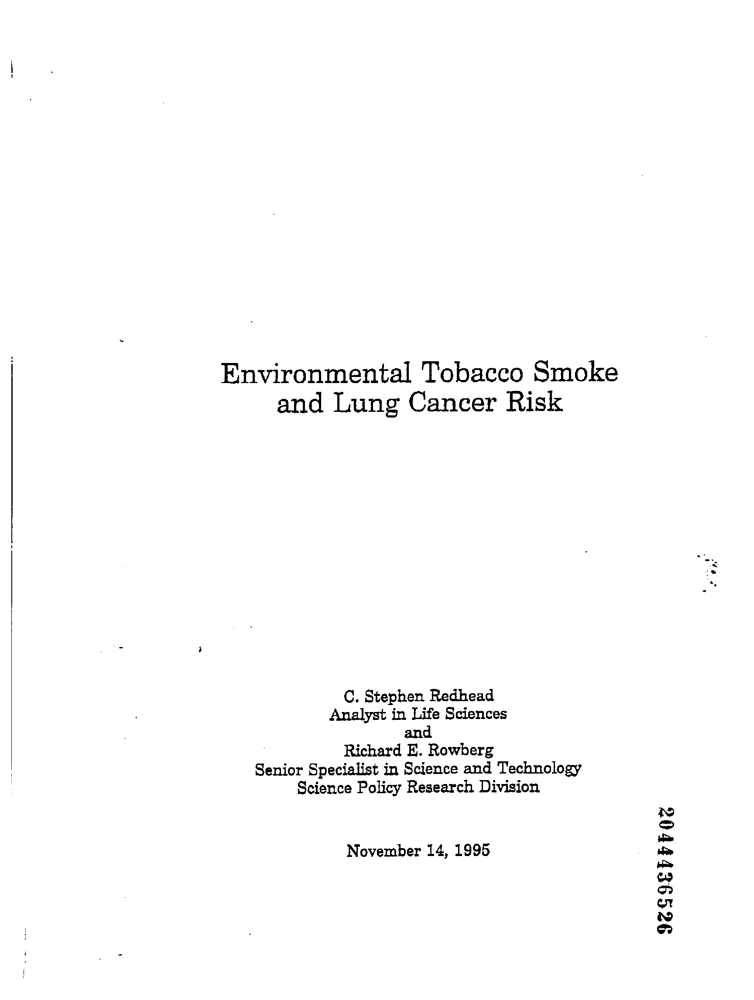 Environmental Tobacco Smoke
and Lung Cancer Risk
C. Stephen Redhead
Analyst in Life Sciences
and
Richard E. Rowberg
Senior Specialist in Science and Technology
Science Policy Research Division
November 14, 1995
2044436526